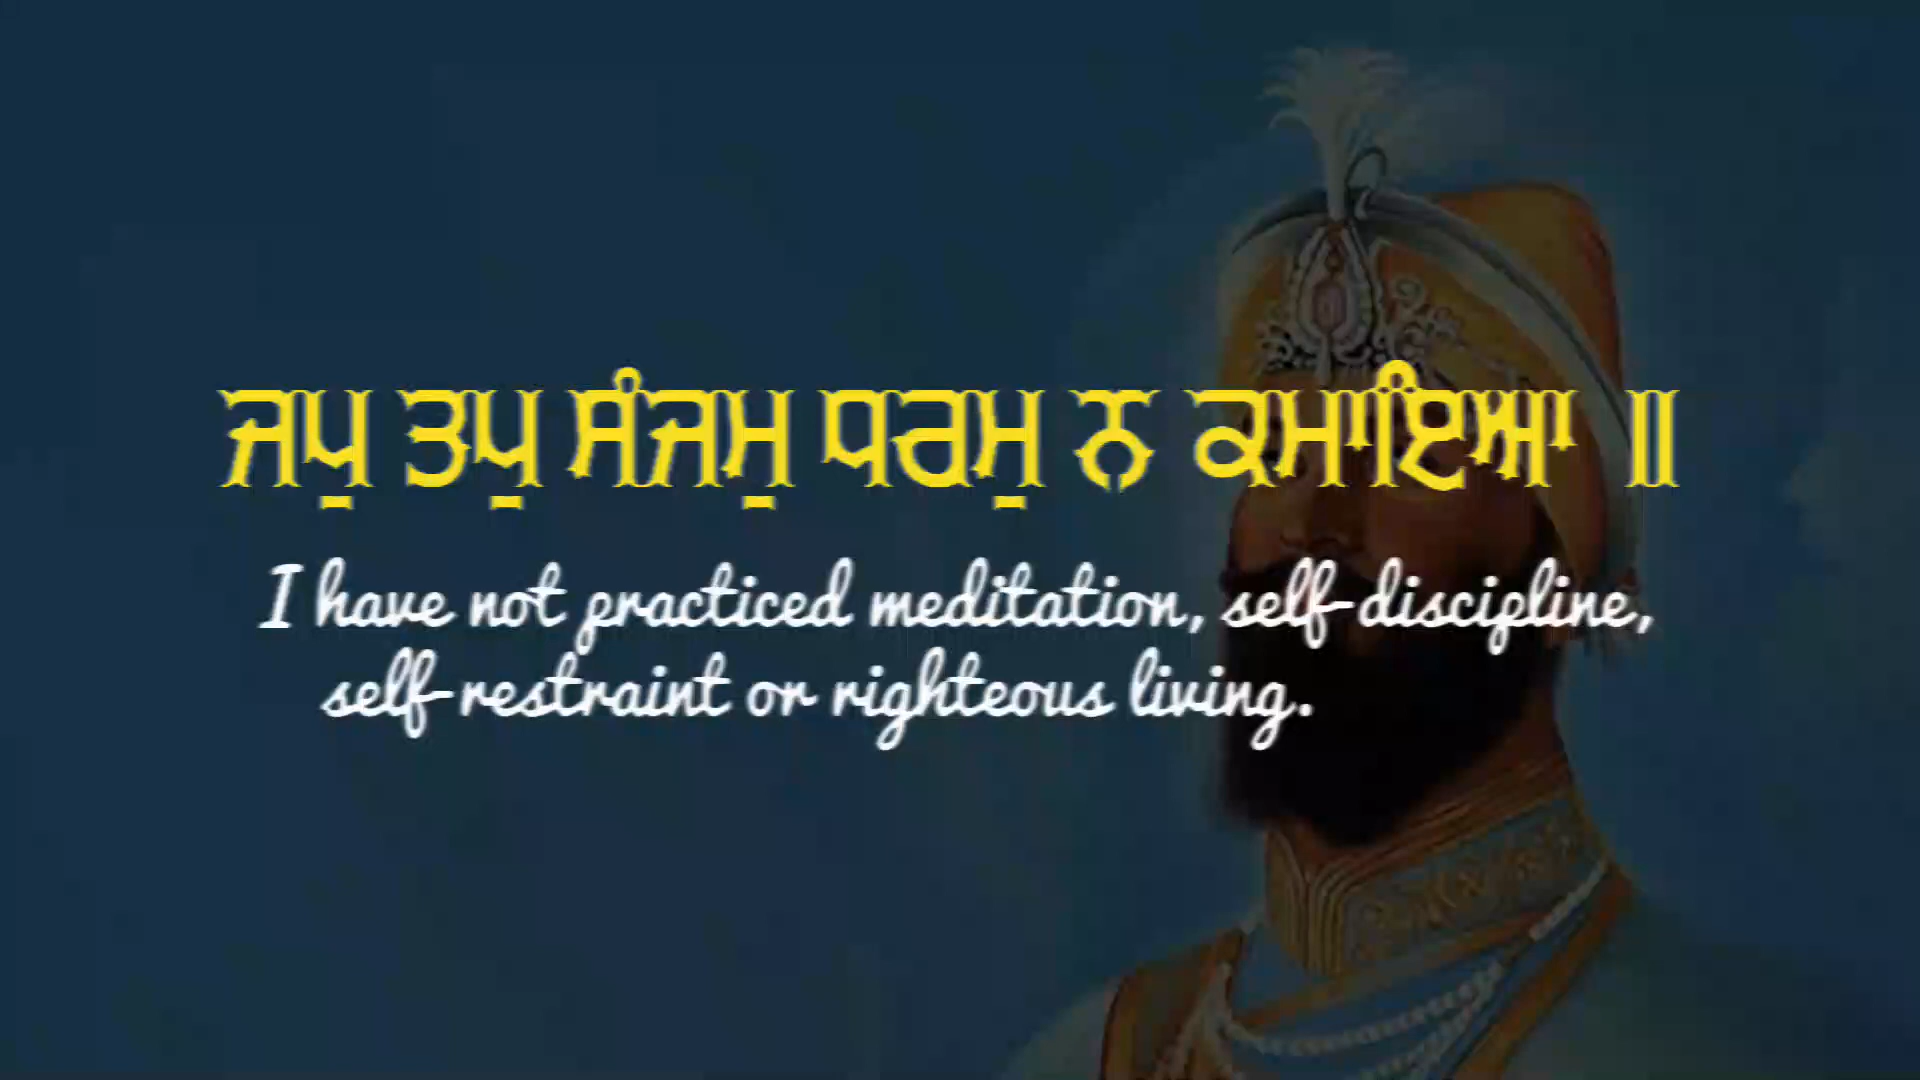 ਜਪੁ ਤਪੁ ਸੰਜਮੁ ਧਰਮੁ ਨ ਕਮਾਇਆ ॥
I have not practiced meditation, self-discipline,
self-restraint or righteous living.